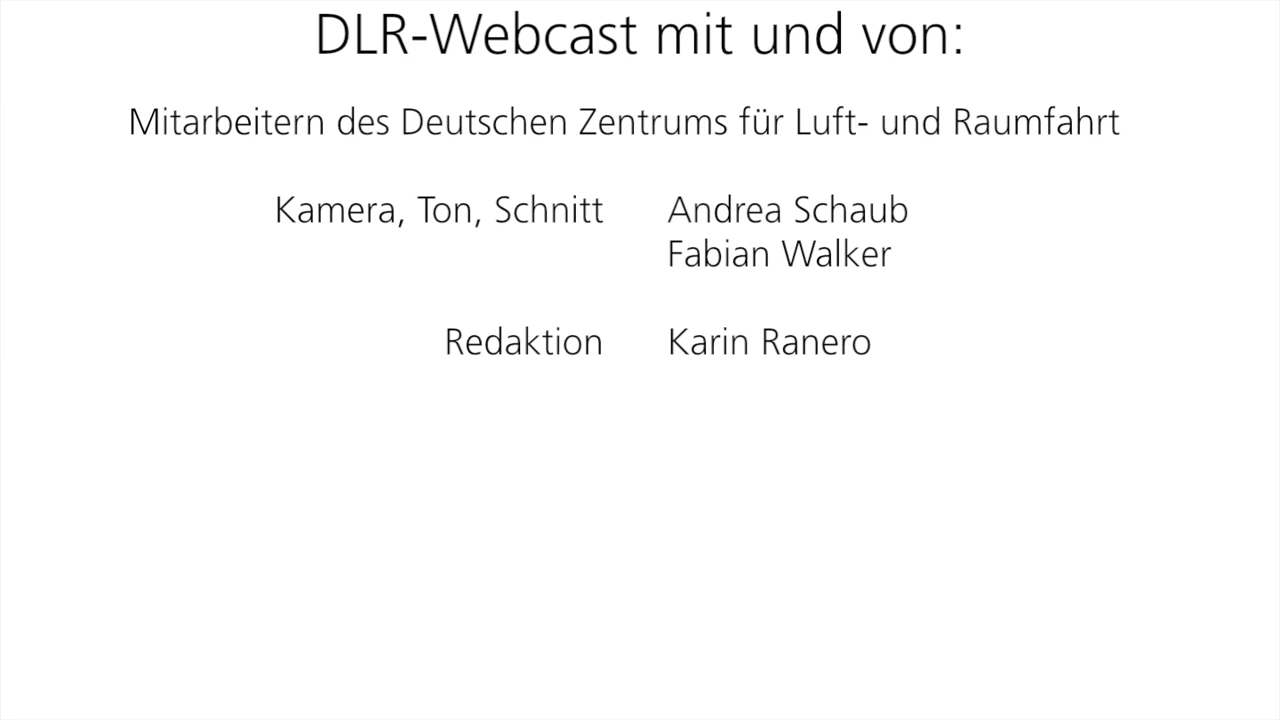 DLR-Webcast mit und von:
Mitarbeitern des Deutschen Zentrums für Luft- und Raumfahrt
Kamera, Ton, Schnitt Andrea Schaub
Fabian Walker
Redaktion Karin Ranero